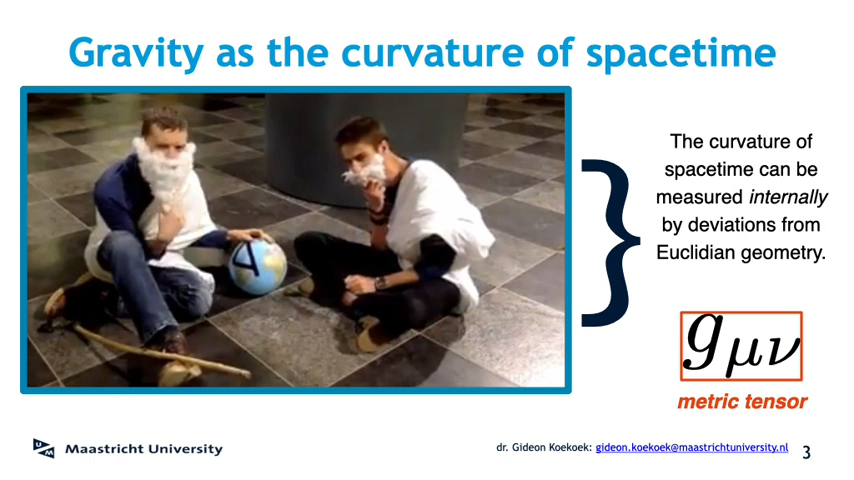 Gravity as the curvature of spacetime
The curvature of
spacetime can be
measured internally
by deviations from
Euclidian geometry.
gμν
metric tensor
UM
Maastricht University
dr. Gideon Koekoek: gideon.koekoek@maastrichtuniversity.nl
3